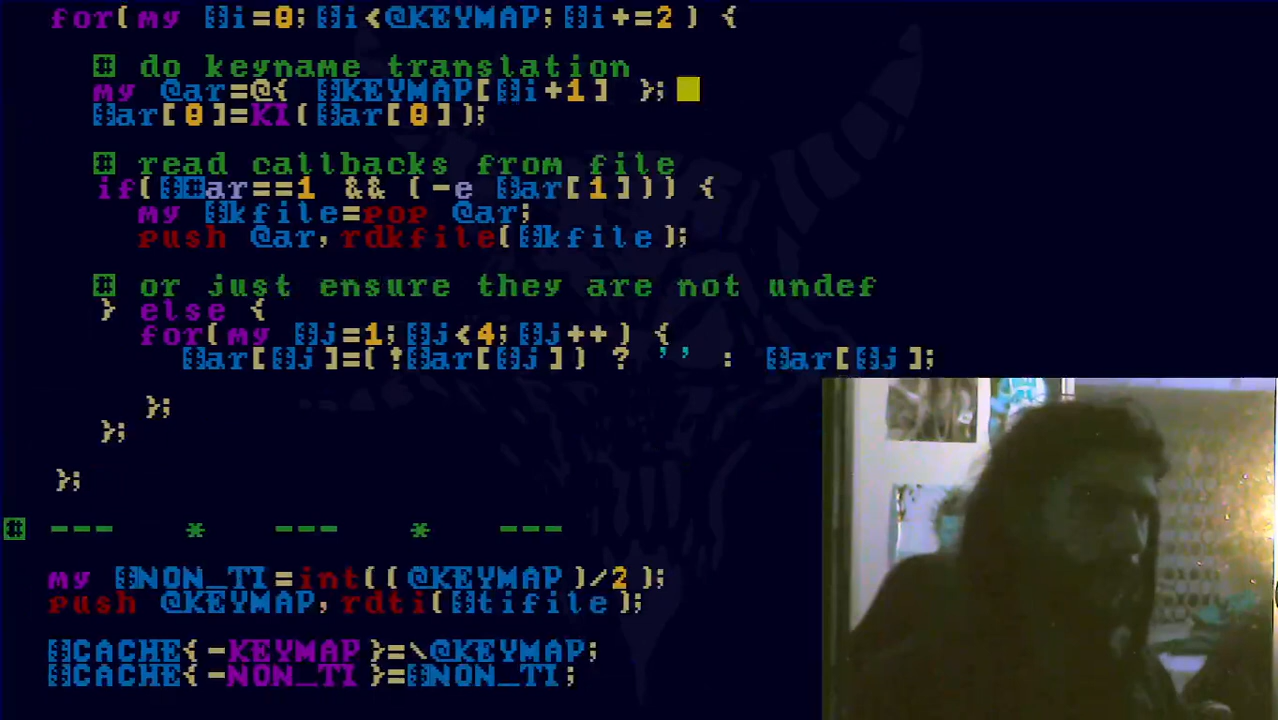 for(my $i=0;$i<@KEYMAP;$i+=2) {
# do keyname translation
my @ar=@{ $KEYMAP[$i+1] };
$ar[0]=KI($ar[0]);
# read callbacks from file
if($#ar==1 && (-e $ar[1])) {
my $kfile=pop @ar;
push @ar,rdkfile($kfile);
# or just ensure they are not undef
} else {
for(my $j=1;$j<4;$j++) {
$ar[$j]=(!$ar[$j]) ? '' : $ar[$j];
};
};
};
# --- * --- * ---
my $NON_TI=int((@KEYMAP)/2);
push @KEYMAP,rdti($tifile);
$CACHE{-KEYMAP}=\@KEYMAP;
$CACHE{-NON_TI}=$NON_TI;